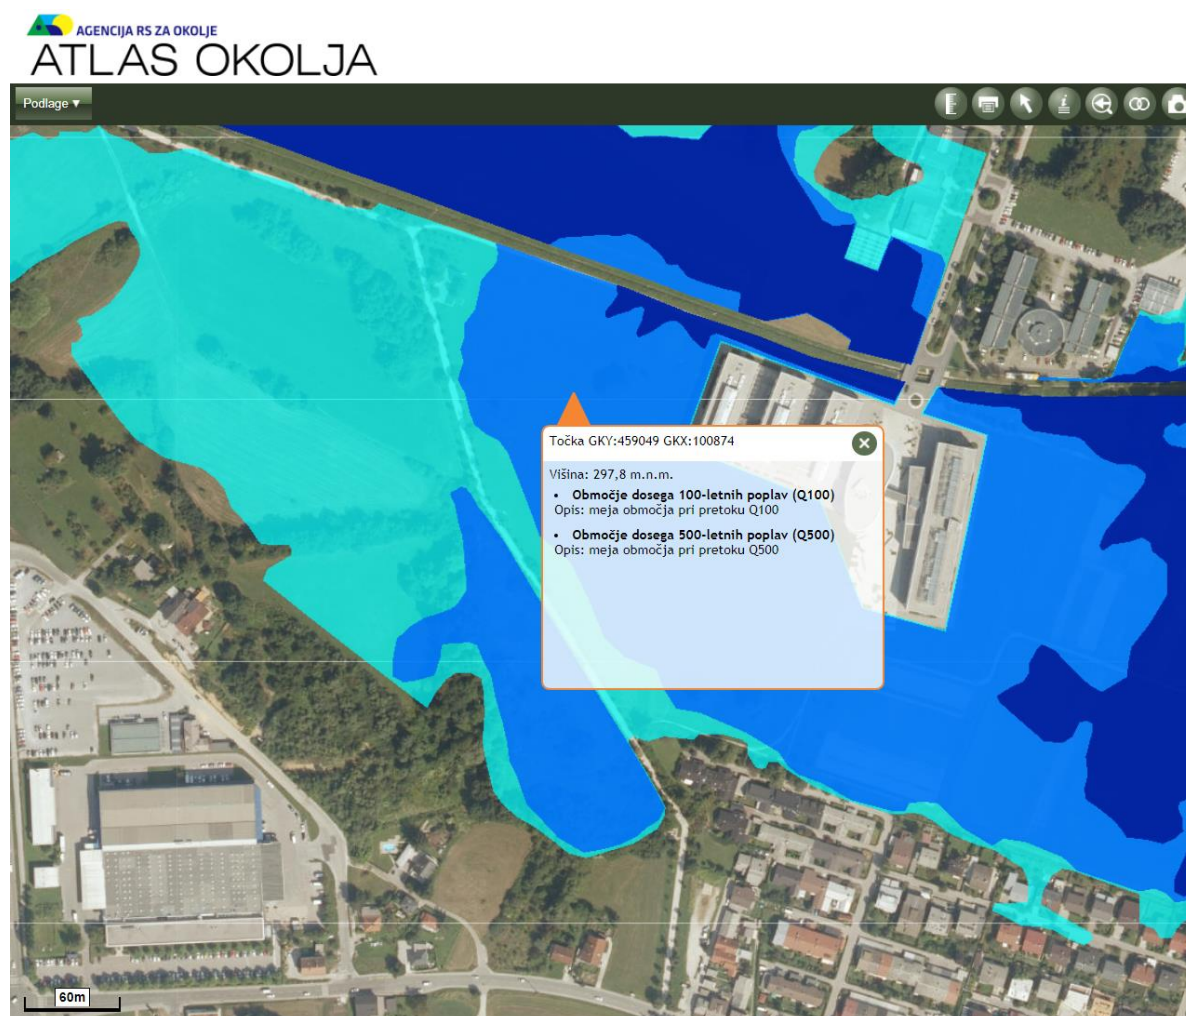 AGENCIJA RS ZA OKOLJE
ATLAS OKOLJA
Podlage ▼
Točka GKY:459049 GKX:100874
Višina: 297,8 m.n.m.
• Območje dosega 100-letnih poplav (Q100)
Opis: meja območja pri pretoku Q100
• Območje dosega 500-letnih poplav (Q500)
Opis: meja območja pri pretoku Q500
60m